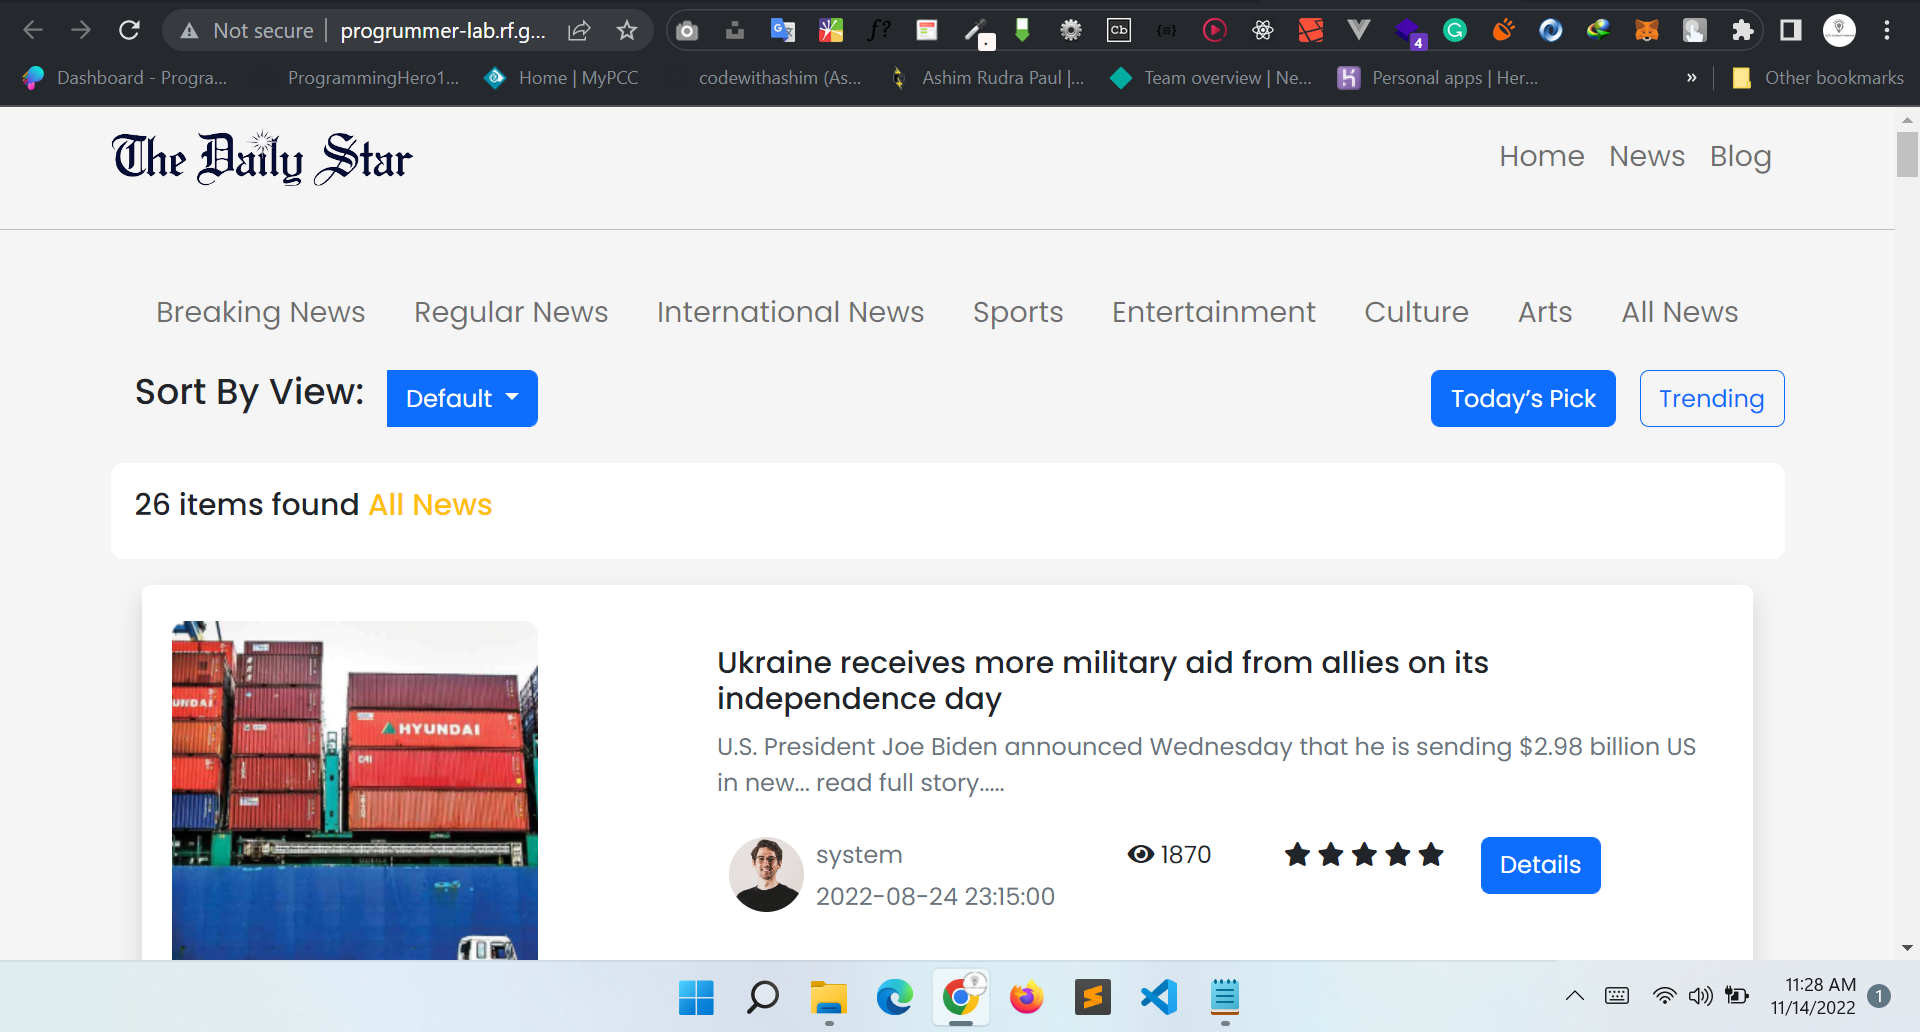 Not secure
progrummer-lab.rf.g...
f?
Cb
4
G
Dashboard - Progra...
ProgrammingHero1...
Home | MyPCC
codewithashim (As...
Ashim Rudra Paul |...
Team overview | Ne...
Personal apps | Her...
»
Other bookmarks
The Daily Star
Home News Blog
Breaking News Regular News International News Sports Entertainment Culture Arts All News
Sort By View: Default
Today’s Pick Trending
26 items found All News
Ukraine receives more military aid from allies on its
independence day
U.S. President Joe Biden announced Wednesday that he is sending $2.98 billion US
in new... read full story.....
system
2022-08-24 23:15:00
1870
Details
HYUNDAI
UNDAI
11:28 AM
11/14/2022
1